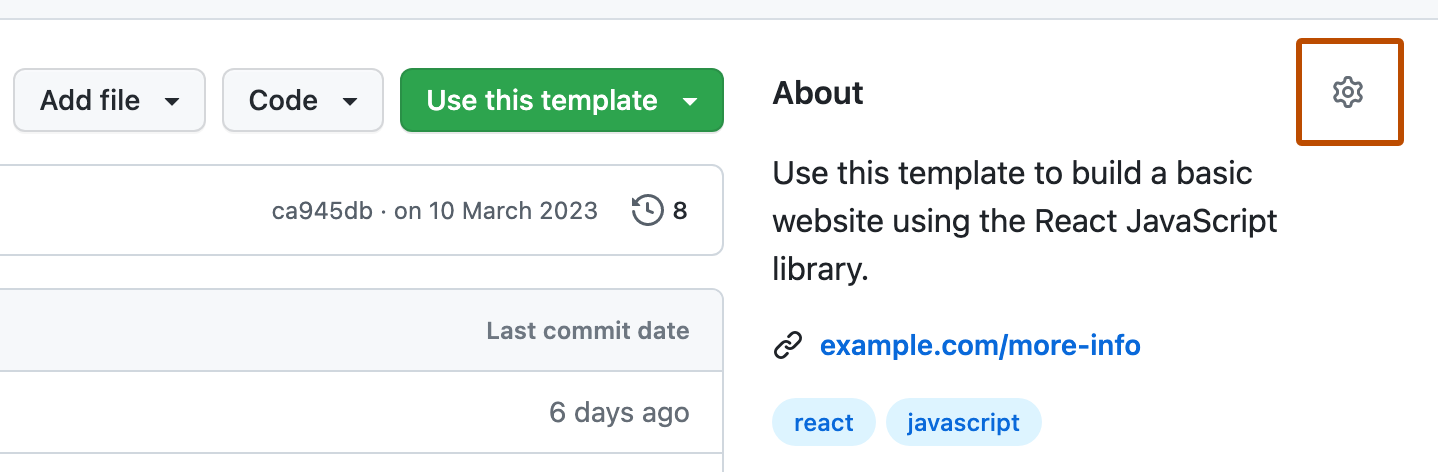 Add file
Code
Use this template
About
Use this template to build a basic
website using the React JavaScript
library.
ca945db · on 10 March 2023
8
Last commit date
6 days ago
example.com/more-info
react
javascript